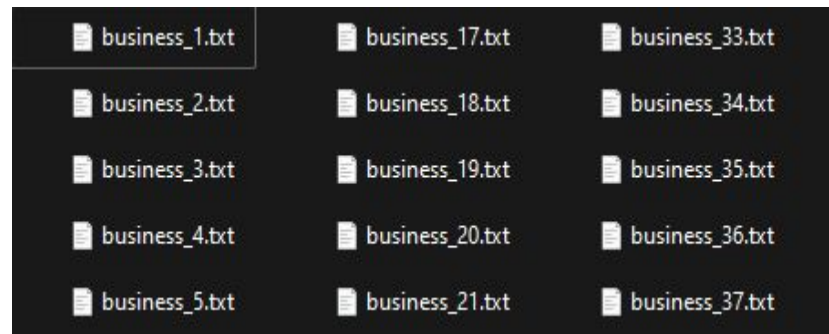 business_1.txt business_17.txt business_33.txt
business_2.txt business_18.txt business_34.txt
business_3.txt business_19.txt business_35.txt
business_4.txt business_20.txt business_36.txt
business_5.txt business_21.txt business_37.txt